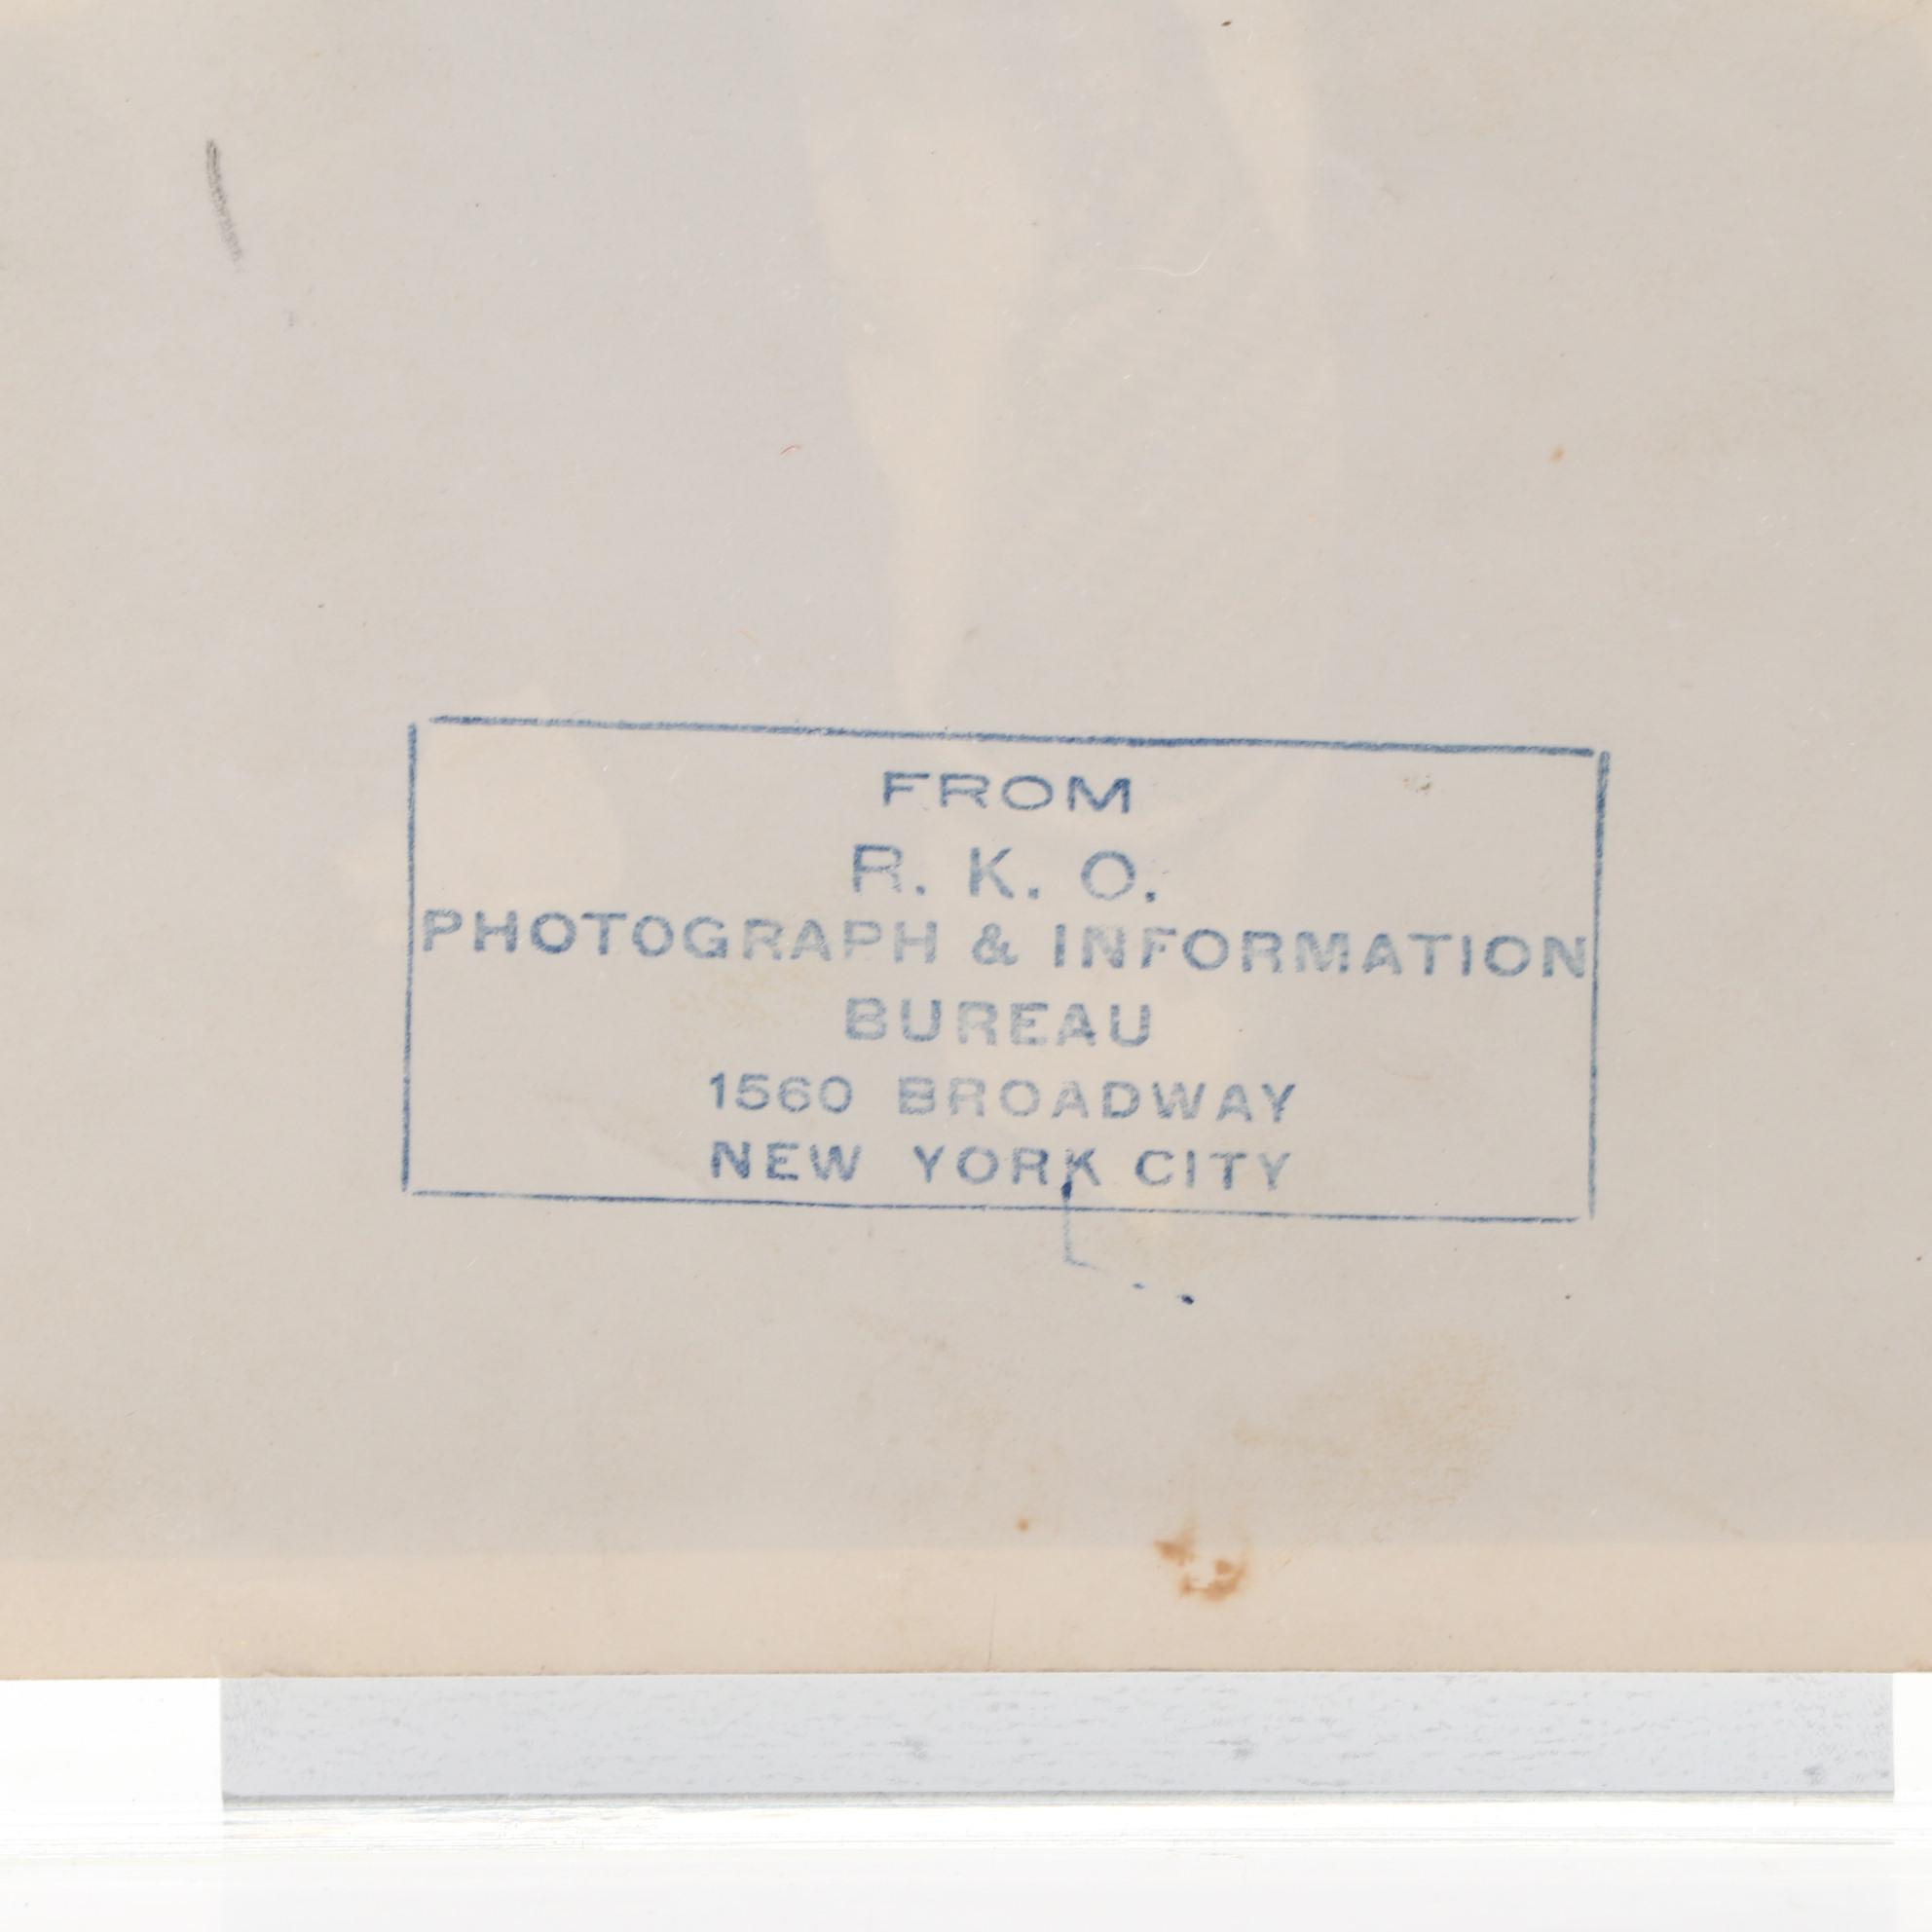 FROM
R. K. O.
PHOTOGRAPH & INFORMATION
BUREAU
1560 BROADWAY
NEW YORK CITY